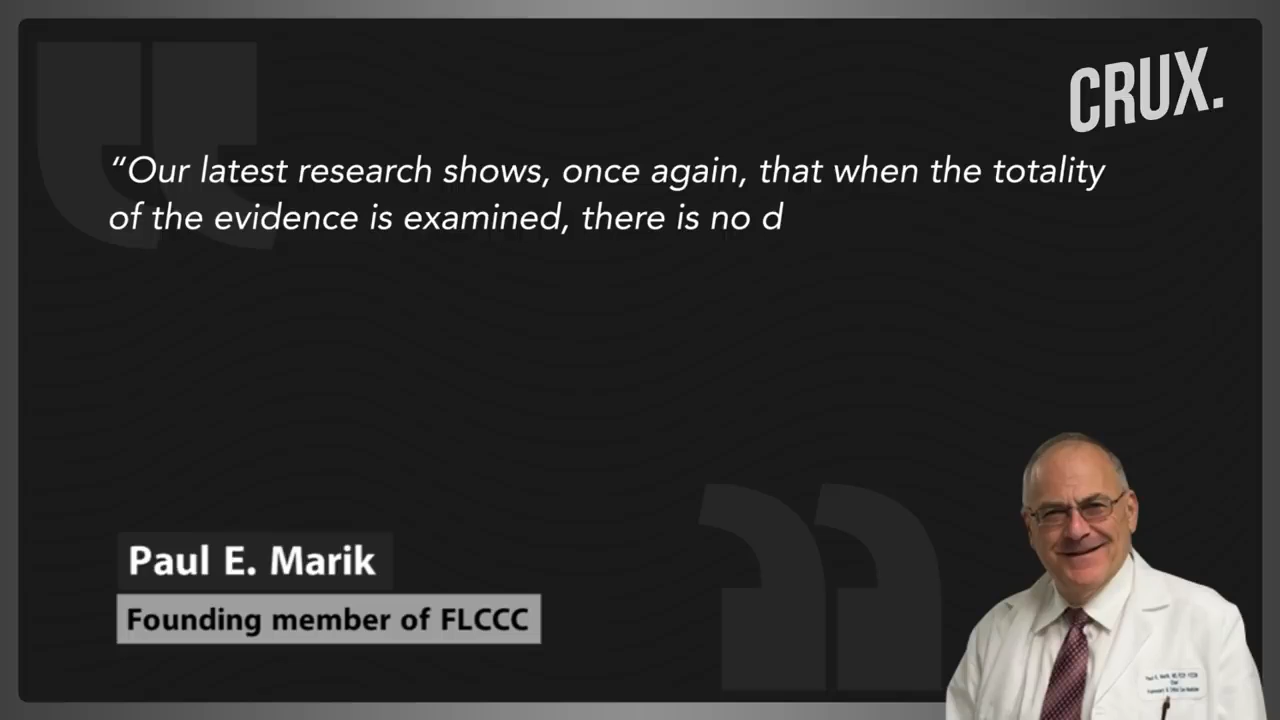 CRUX.
“Our latest research shows, once again, that when the totality
of the evidence is examined, there is no d
Paul E. Marik
Founding member of FLCCC